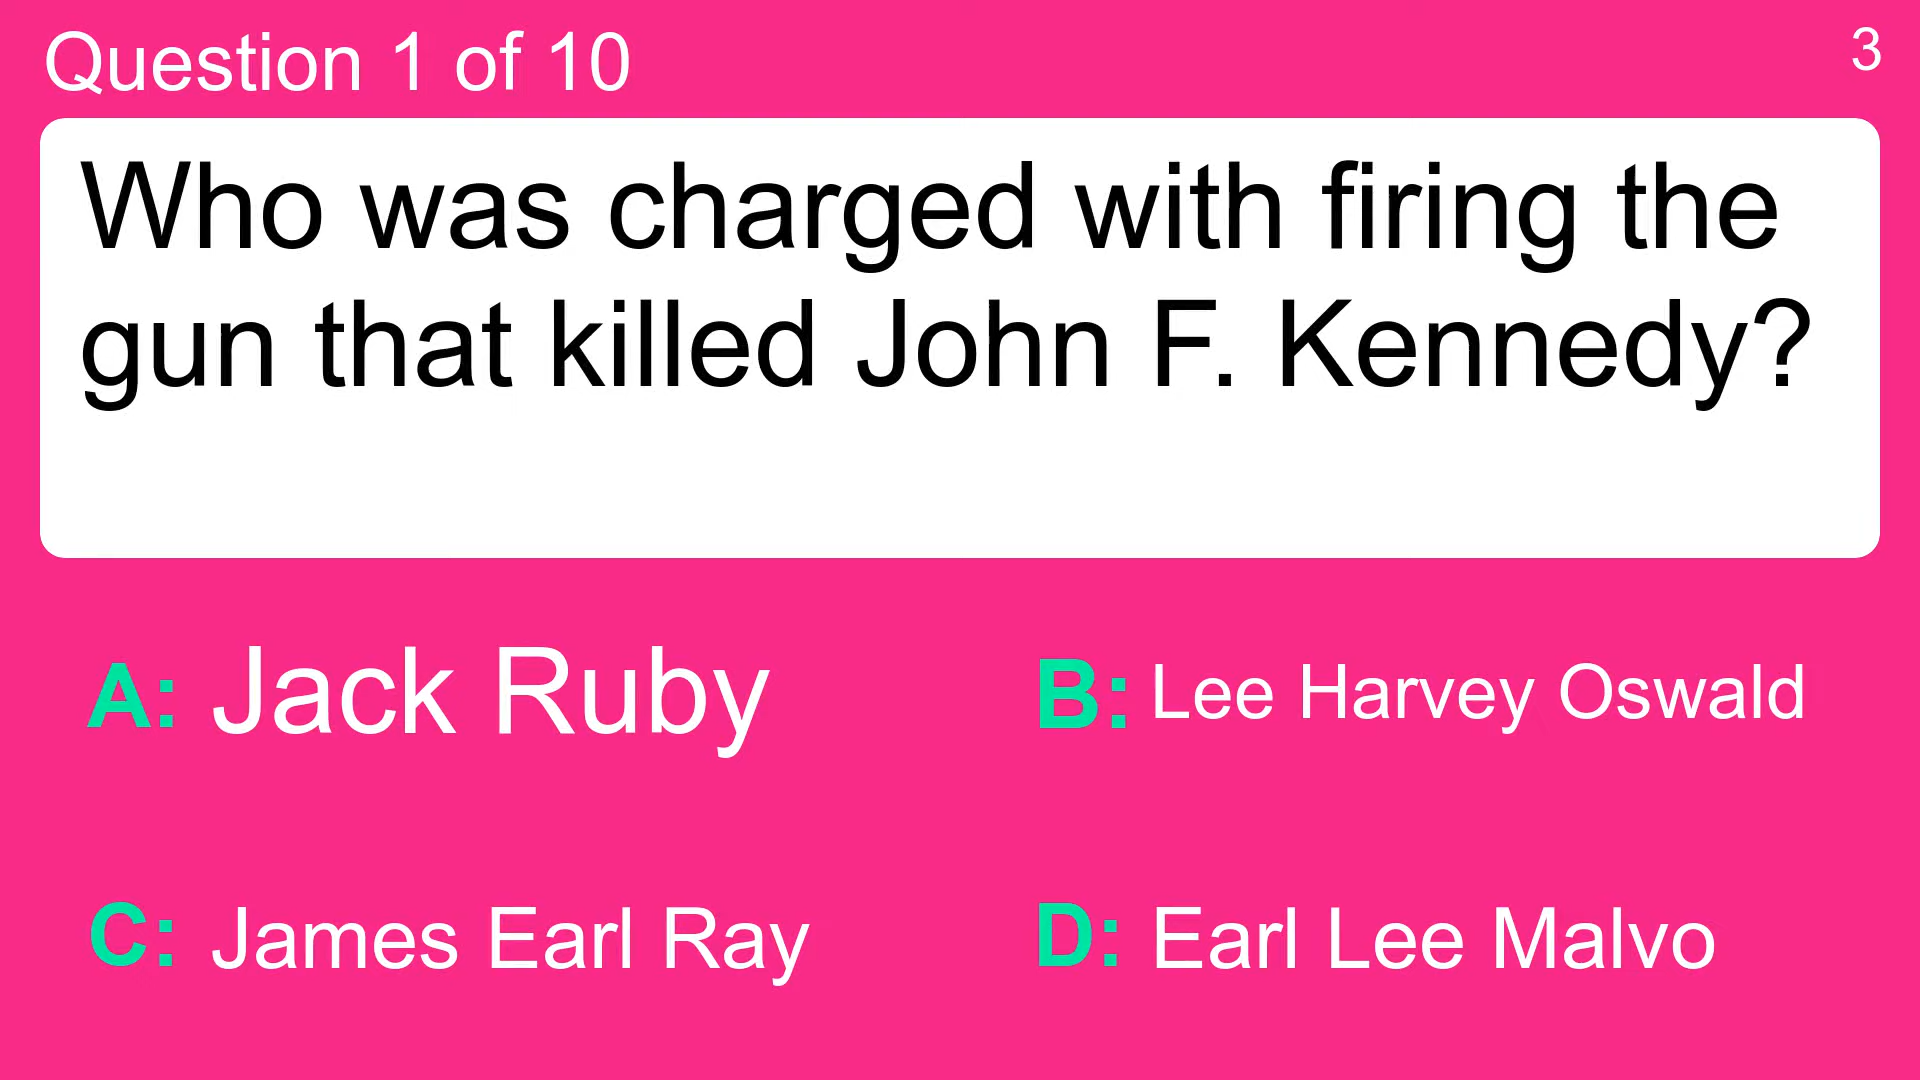 Question 1 of 10
3
Who was charged with firing the
gun that killed John F. Kennedy?
A: Jack Ruby
B: Lee Harvey Oswald
C: James Earl Ray
D: Earl Lee Malvo